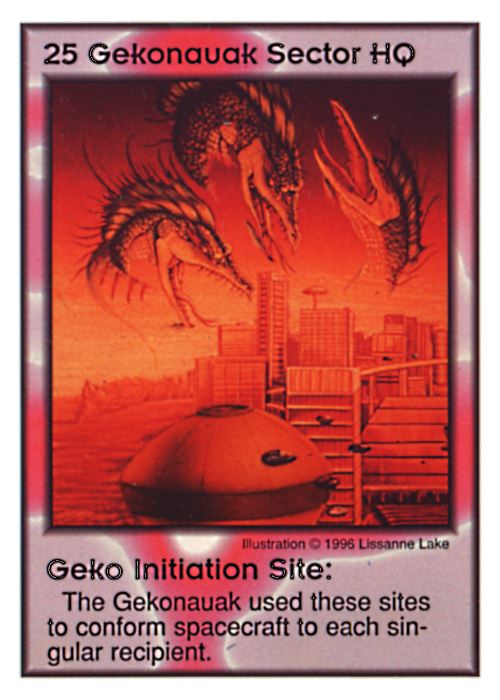 25 Gekonauak Sector HQ
Illustration © 1996 Lissanne Lake
Geko Initiation Site:
The Gekonauak used these sites
to conform spacecraft to each sin-
gular recipient.